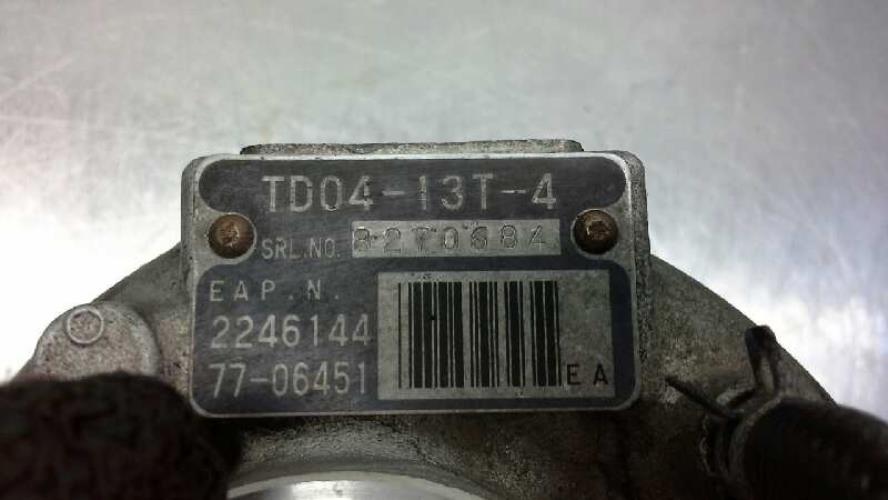 TD04-13T-4
SRL.NO. 8270684
EAP.N.
2246144
77-06451
EA